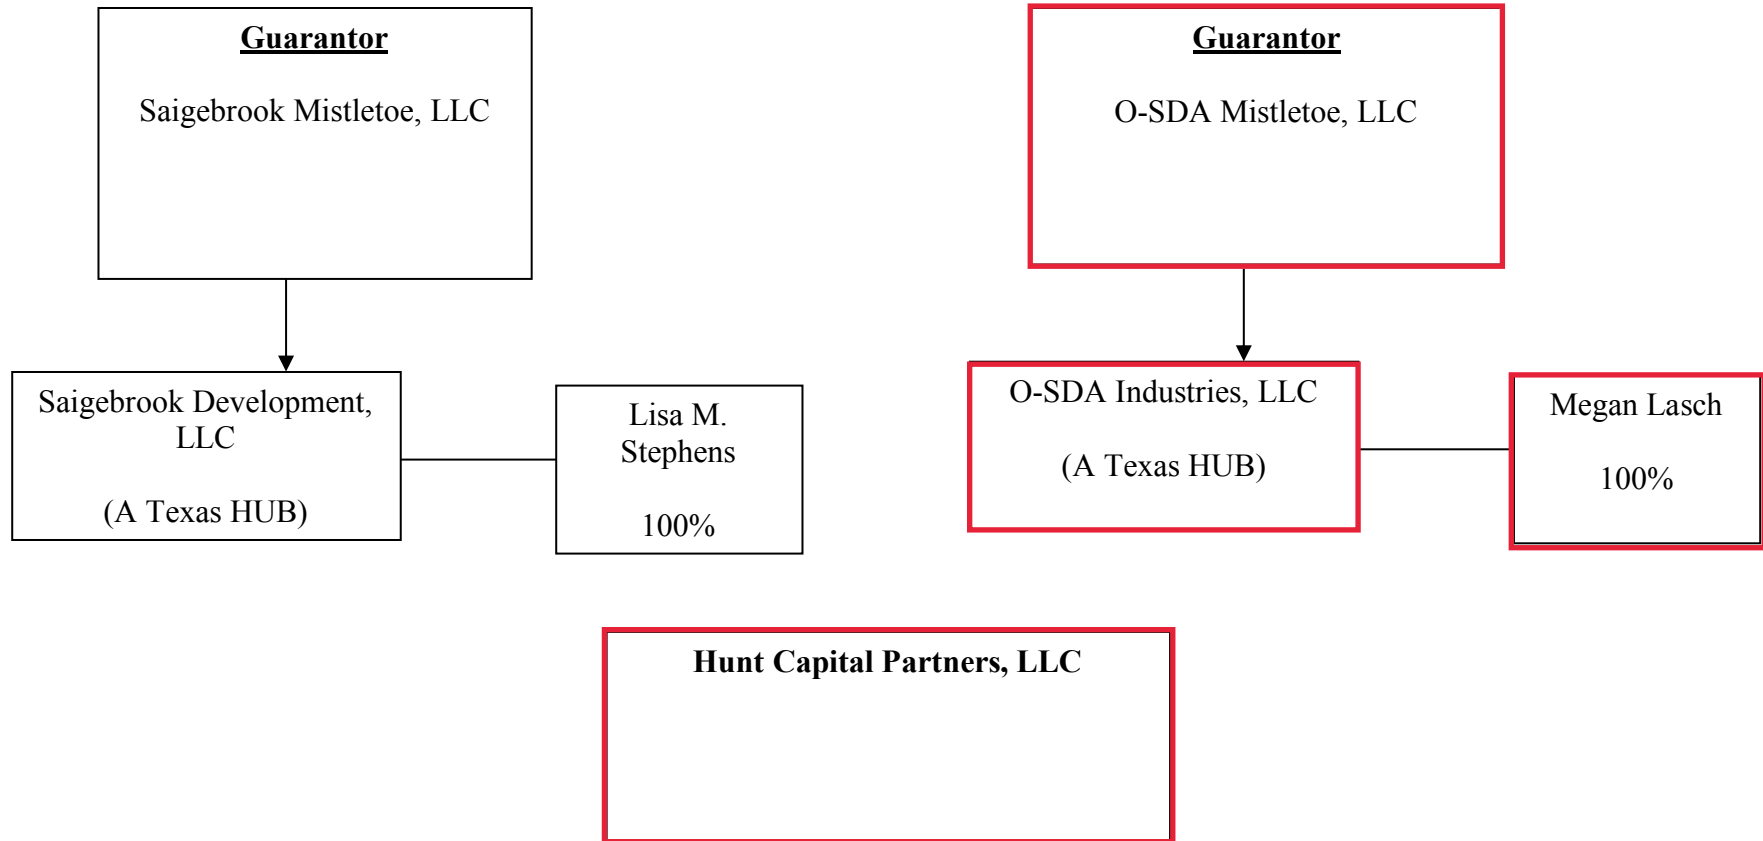 Guarantor
Saigebrook Mistletoe, LLC
Guarantor
O-SDA Mistletoe, LLC
Saigebrook Development,
LLC
(A Texas HUB)
Lisa M.
Stephens
100%
O-SDA Industries, LLC
(A Texas HUB)
Megan Lasch
100%
Hunt Capital Partners, LLC